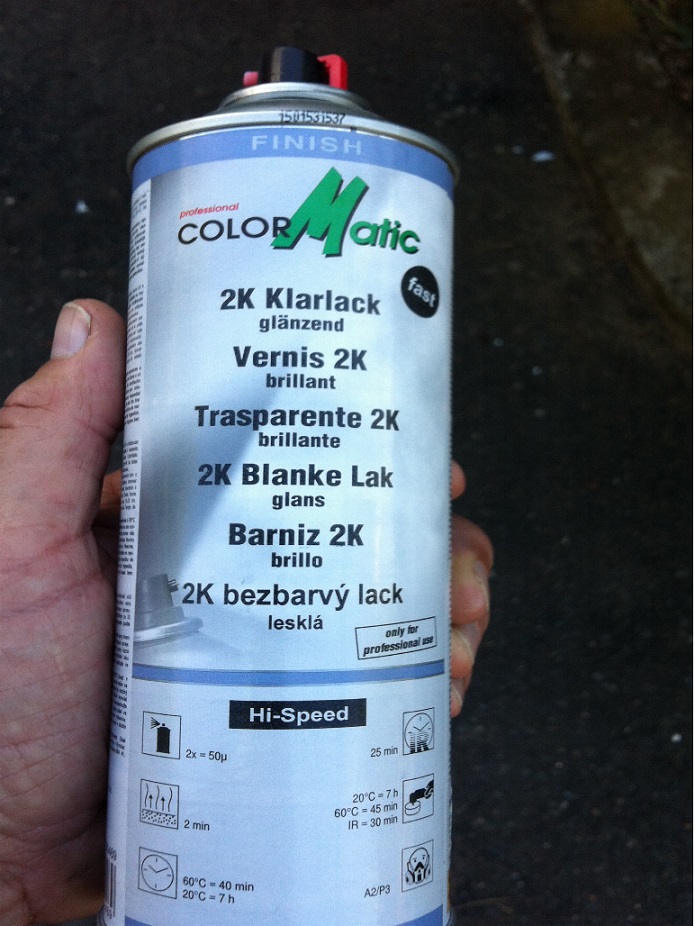 1501531537
FINISH
professional
COLORMatic
fast
2K Klarlack
glänzend
Vernis 2K
brillant
Trasparente 2K
brillante
2K Blanke Lak
glans
Barniz 2K
brillo
2K bezbarvý lack
lesklá
only for
professional use
Hi-Speed
2x = 50µ
25 min
2 min
20°C = 7 h
60°C = 45 min
IR = 30 min
60°C = 40 min
20°C = 7 h
A2/P3